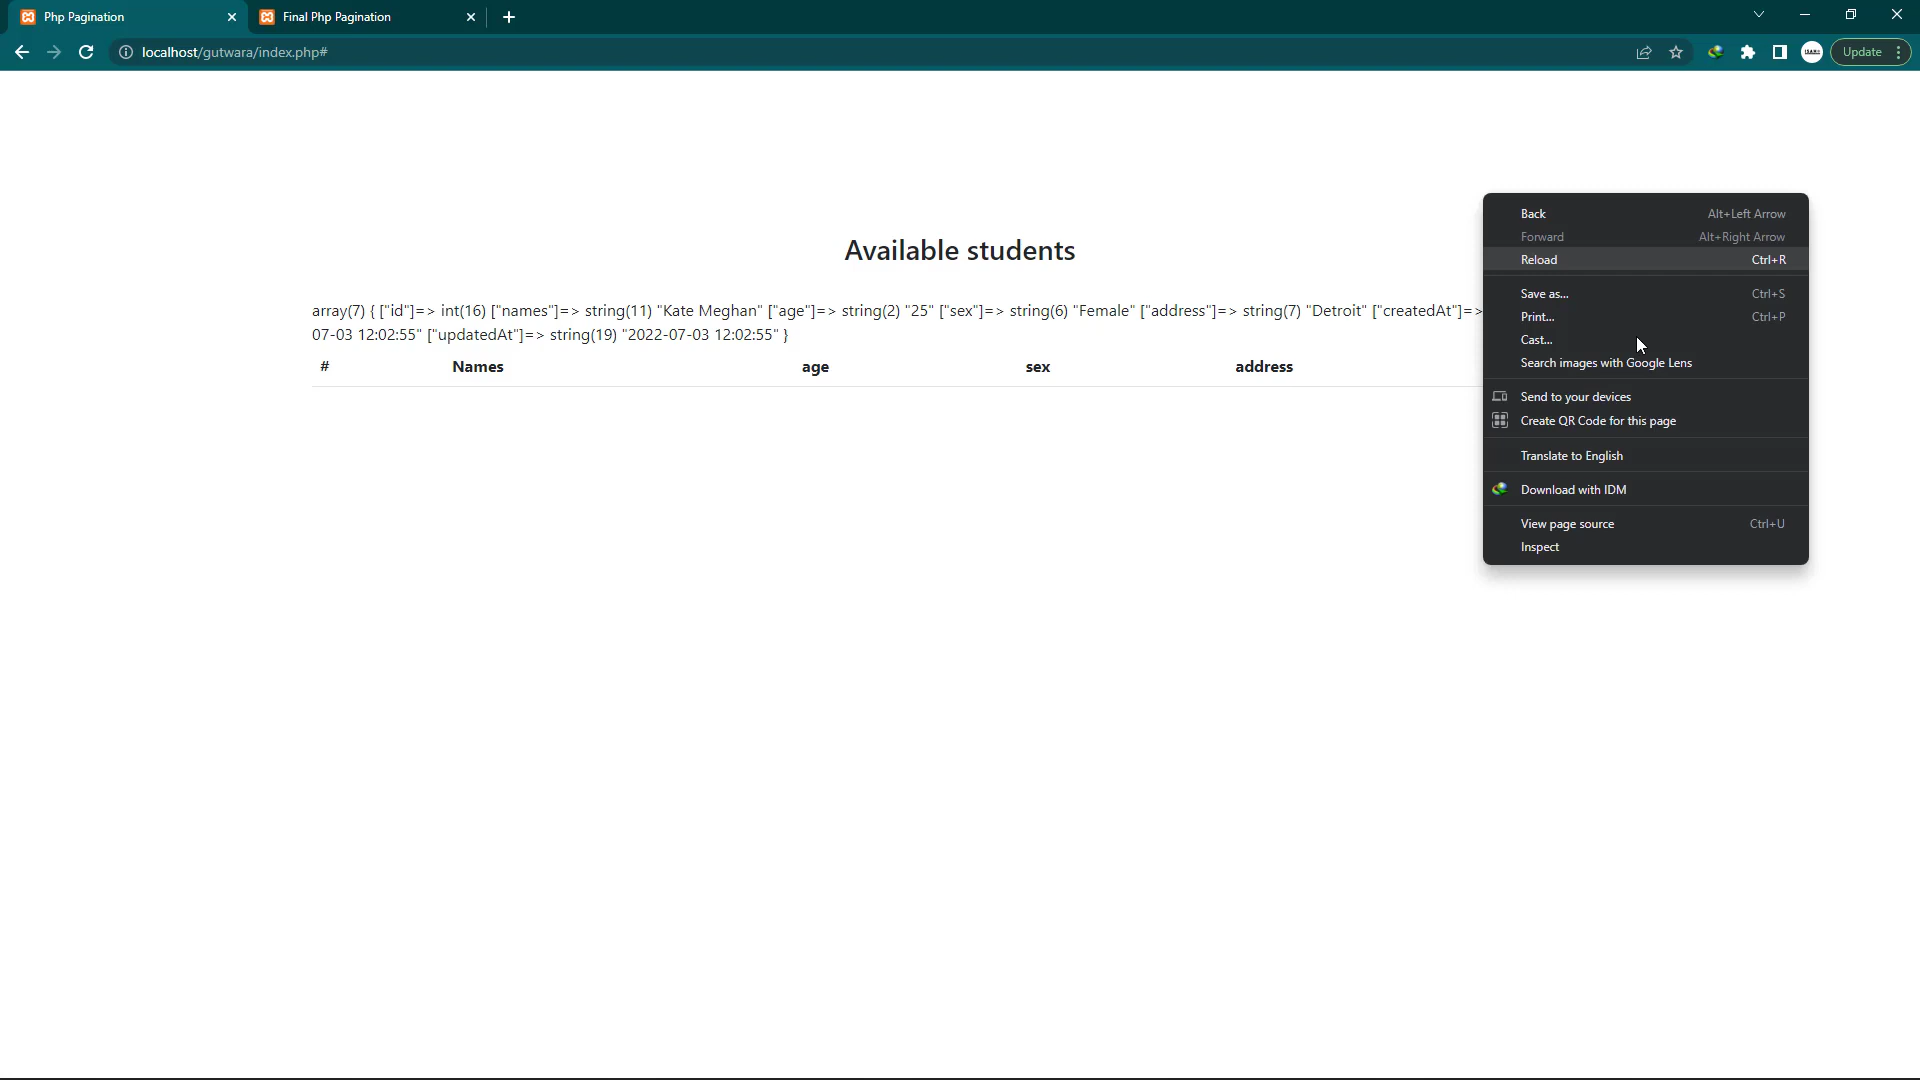 Php Pagination
Final Php Pagination
localhost/gutwara/index.php#
Update
Available students
array(7) { ["id"]=> int(16) ["names"]=> string(11) "Kate Meghan" ["age"]=> string(2) "25" ["sex"]=> string(6) "Female" ["address"]=> string(7) "Detroit" ["createdAt"]=>
07-03 12:02:55" ["updatedAt"]=> string(19) "2022-07-03 12:02:55" }
# Names age sex address
Back Alt+Left Arrow
Forward Alt+Right Arrow
Reload Ctrl+R
Save as... Ctrl+S
Print... Ctrl+P
Cast...
Search images with Google Lens
Send to your devices
Create QR Code for this page
Translate to English
Download with IDM
View page source Ctrl+U
Inspect